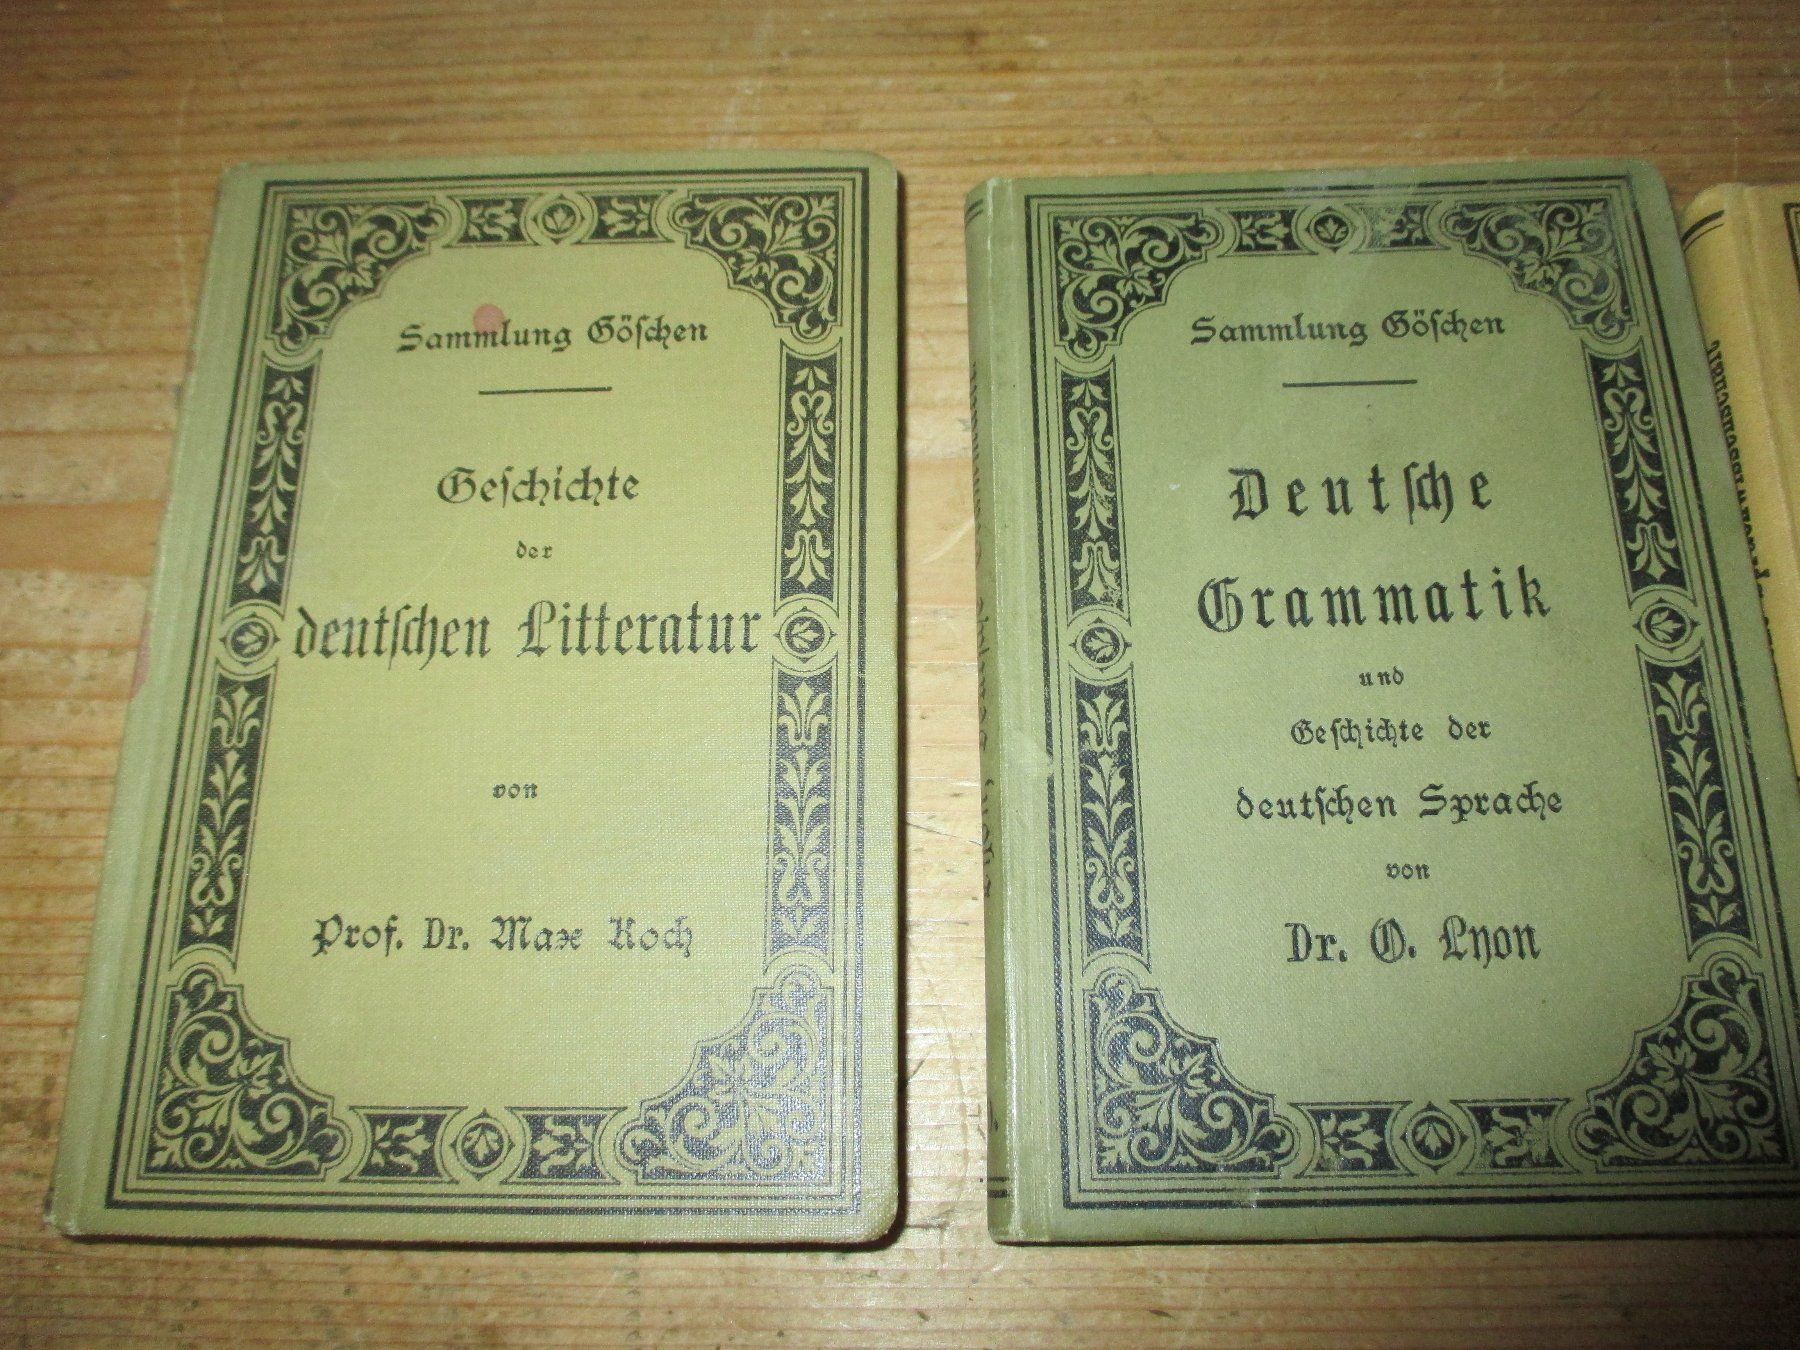 Sammlung Göſchen
Geſchichte
der
deutſchen Litteratur
von
Prof. Dr. Max Koch
Sammlung Göſchen
Deutſche
Grammatik
und
Geſchichte der
deutſchen Sprache
von
Dr. O. Lyon